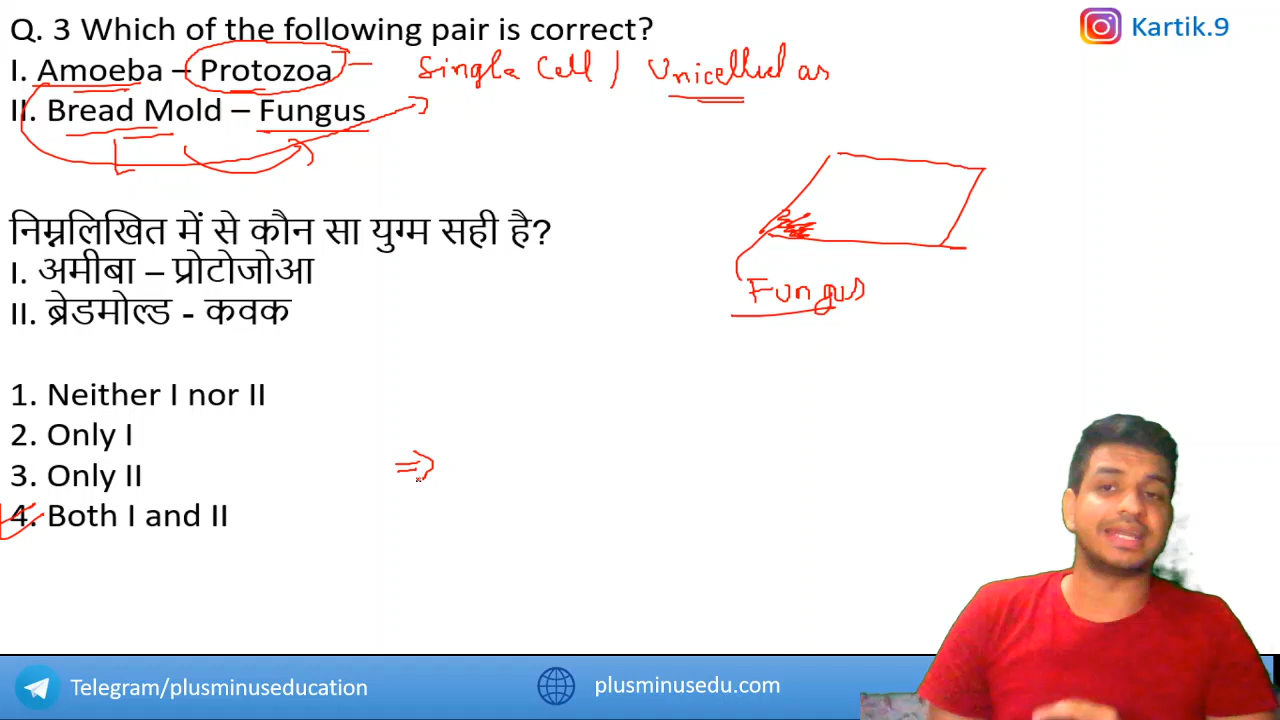 Q. 3 Which of the following pair is correct?
Kartik.9
I. Amoeba – Protozoa – Single Cell / Unicellul as
II. Bread Mold – Fungus
निम्नलिखित में से कौन सा युग्म सही है?
I. अमीबा – प्रोटोजोआ
II. ब्रेडमोल्ड - कवक
Fungus
1. Neither I nor II
2. Only I
3. Only II
4. Both I and II
Telegram/plusminuseducation
plusminusedu.com